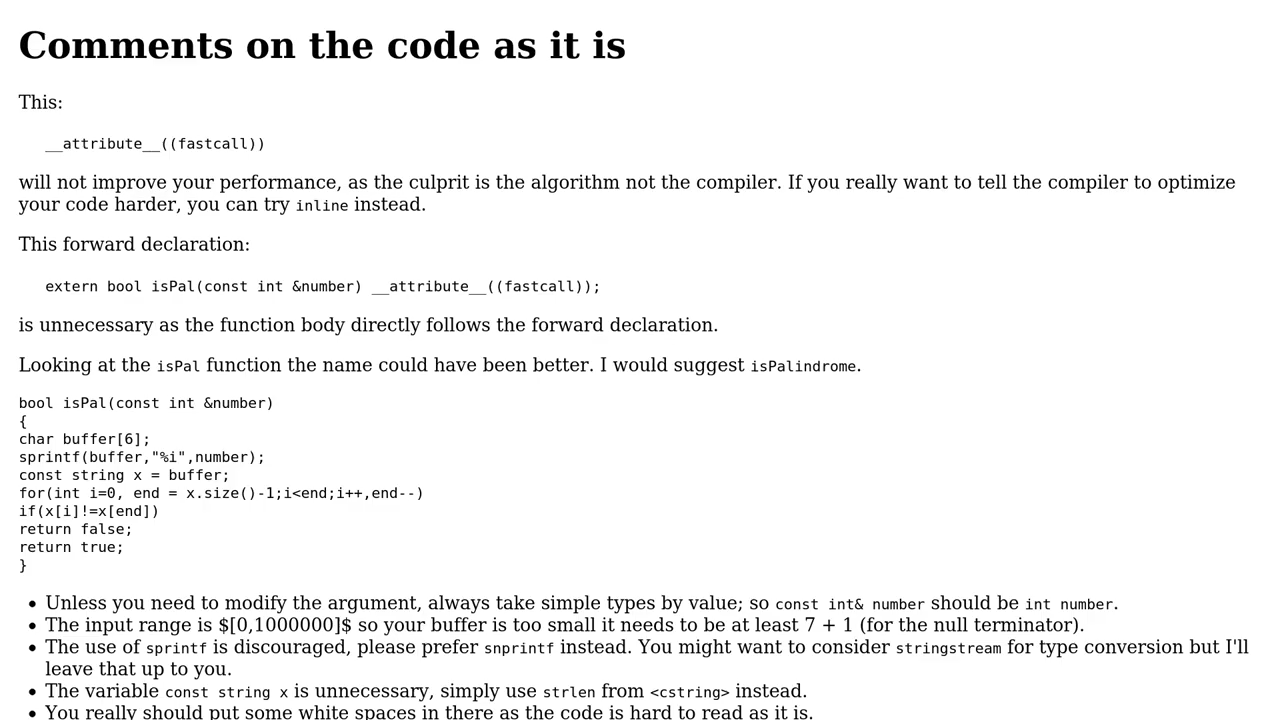 Comments on the code as it is
This:
__attribute__((fastcall))
will not improve your performance, as the culprit is the algorithm not the compiler. If you really want to tell the compiler to optimize
your code harder, you can try inline instead.
This forward declaration:
extern bool isPal(const int &number) __attribute__((fastcall));
is unnecessary as the function body directly follows the forward declaration.
Looking at the isPal function the name could have been better. I would suggest isPalindrome.
bool isPal(const int &number)
{
char buffer[6];
sprintf(buffer,"%i",number);
const string x = buffer;
for(int i=0, end = x.size()-1;i<end;i++,end--)
if(x[i]!=x[end])
return false;
return true;
}
• Unless you need to modify the argument, always take simple types by value; so const int& number should be int number.
• The input range is $[0,1000000]$ so your buffer is too small it needs to be at least 7 + 1 (for the null terminator).
• The use of sprintf is discouraged, please prefer snprintf instead. You might want to consider stringstream for type conversion but I'll
leave that up to you.
• The variable const string x is unnecessary, simply use strlen from <cstring> instead.
• You really should put some white spaces in there as the code is hard to read as it is.